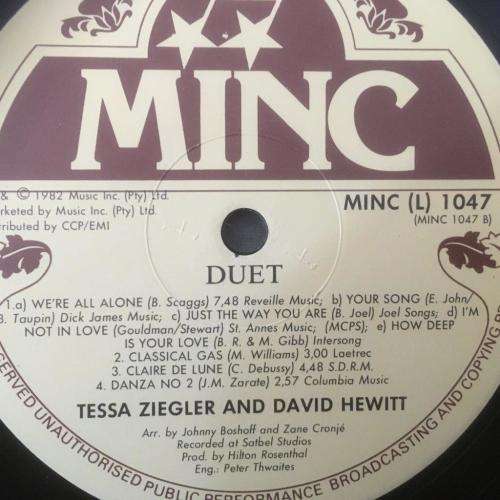 MINC
& © 1982 Music Inc. (Pty) Ltd.
arketed by Music Inc. (Pty) Ltd.
tributed by CCP/EMI
MINC (L) 1047
(MINC 1047 B)
DUET
1.a) WE'RE ALL ALONE (B. Scaggs) 7,48 Reveille Music; b) YOUR SONG (E. John/
B. Taupin) Dick James Music; c) JUST THE WAY YOU ARE (B. Joel) Joel Songs; d) I'M
NOT IN LOVE (Gouldman/Stewart) St. Annes Music; (MCPS); e) HOW DEEP
IS YOUR LOVE (B. R. & M. Gibb) Intersong
2. CLASSICAL GAS (M. Williams) 3,00 Laetrec
3. CLAIRE DE LUNE (C. Debussy) 4,48 S.D.R.M.
4. DANZA NO 2 (J.M. Zarate) 2,57 Columbia Music
TESSA ZIEGLER AND DAVID HEWITT
Arr. by Johnny Boshoff and Zane Cronjé
Recorded at Satbel Studios
Prod. by Hilton Rosenthal
Eng.: Peter Thwaites
SERVED UNAUTHORISED PUBLIC PERFORMANCE BROADCASTING AND COPYING OF